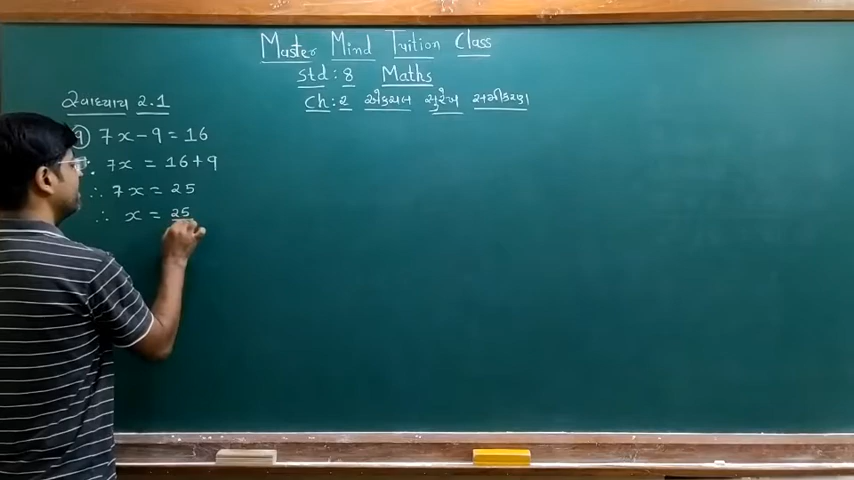 Master Mind Tuition Class
Std : 8 Maths
Ch : 2 એકચલ સુરેખ સમીકરણ
સ્વાધ્યાય 2.1
૧ 7x - 9 = 16
7x = 16 + 9
∴ 7x = 25
∴ x = 25